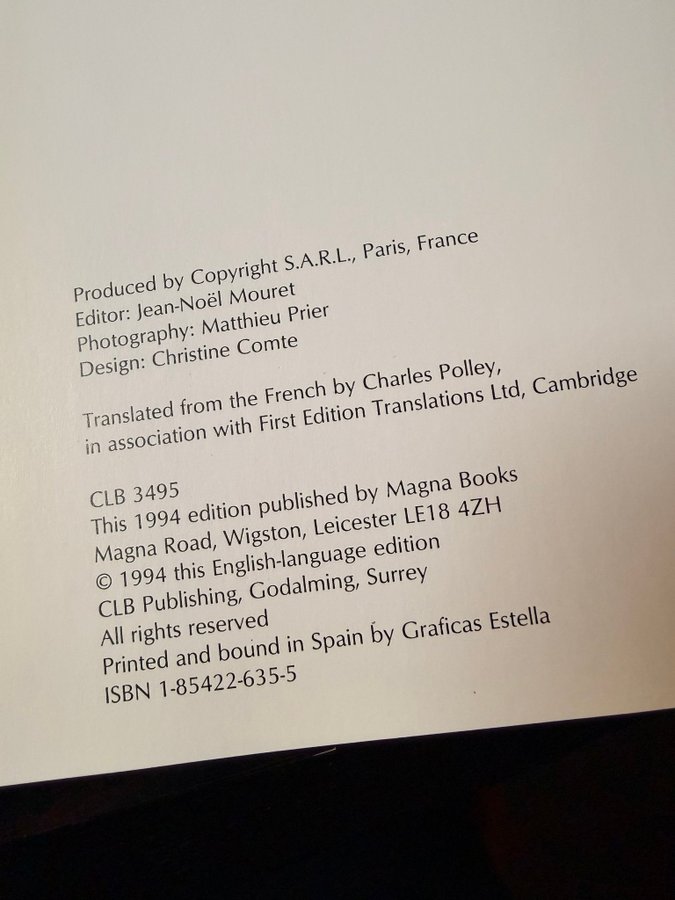 Produced by Copyright S.A.R.L., Paris, France
Editor: Jean-Noël Mouret
Photography: Matthieu Prier
Design: Christine Comte
Translated from the French by Charles Polley,
in association with First Edition Translations Ltd, Cambridge
CLB 3495
This 1994 edition published by Magna Books
Magna Road, Wigston, Leicester LE18 4ZH
© 1994 this English-language edition
CLB Publishing, Godalming, Surrey
All rights reserved
Printed and bound in Spain by Graficas Estella
ISBN 1-85422-635-5